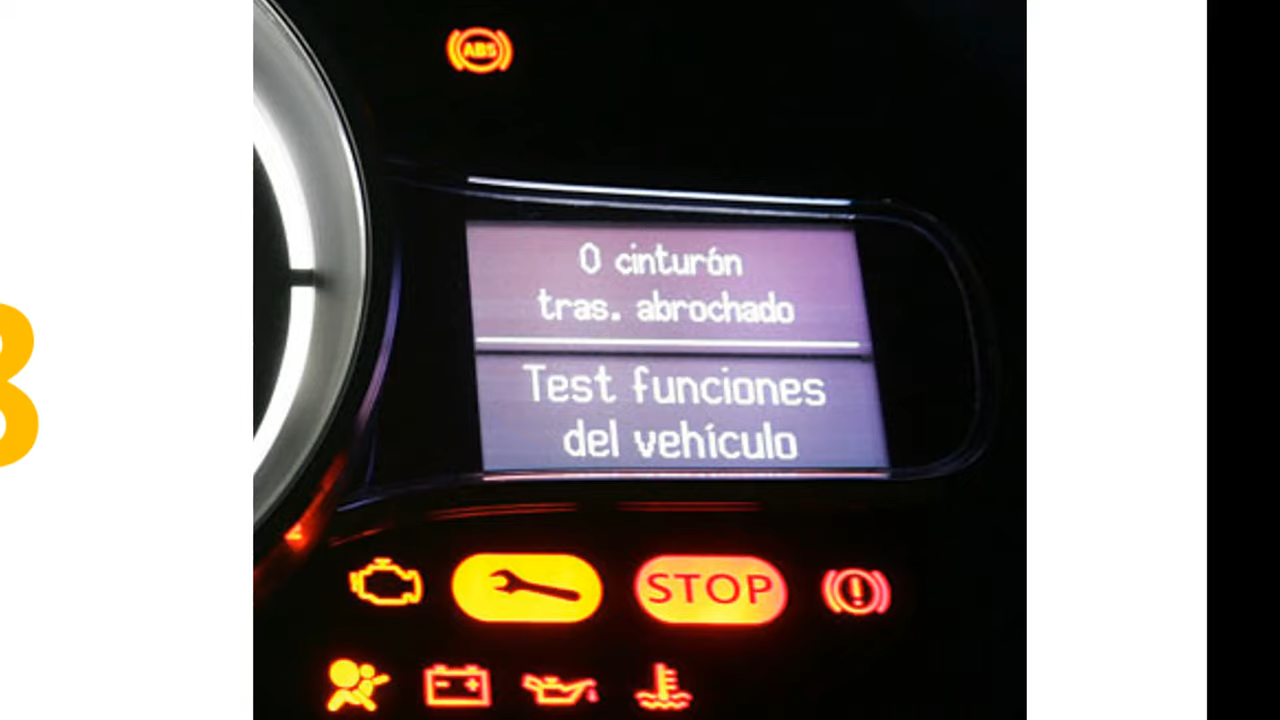 ABS
0 cinturón
tras. abrochado
Test funciones
del vehículo
STOP